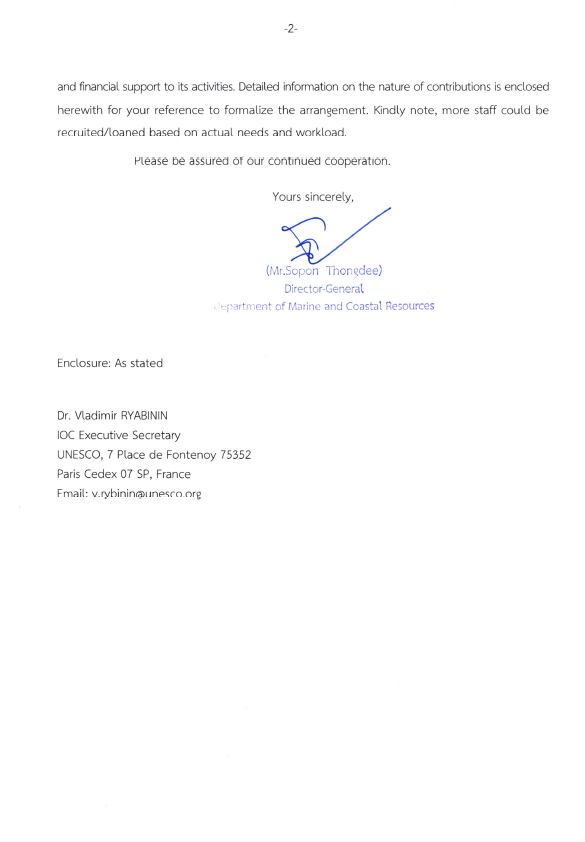 -2-
and financial support to its activities. Detailed information on the nature of contributions is enclosed
herewith for your reference to formalize the arrangement. Kindly note, more staff could be
recruited/loaned based on actual needs and workload.
Please be assured of our continued cooperation.
Yours sincerely,
(Mr.Sopon Thongdee)
Director-General
Department of Marine and Coastal Resources
Enclosure: As stated
Dr. Vladimir RYABININ
IOC Executive Secretary
UNESCO, 7 Place de Fontenoy 75352
Paris Cedex 07 SP, France
Email: v.rybinin@unesco.org